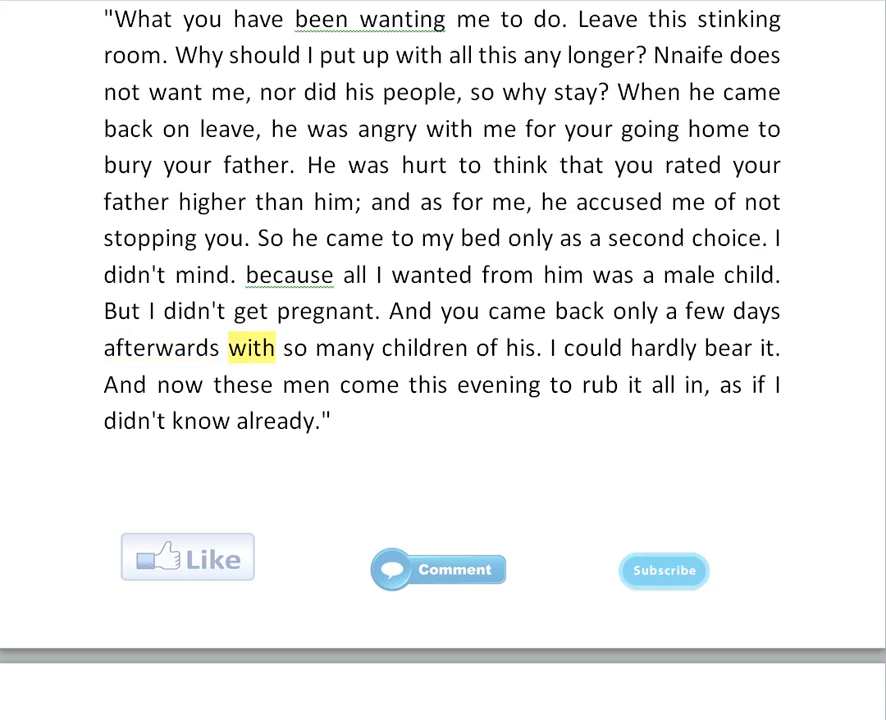 "What you have been wanting me to do. Leave this stinking
room. Why should I put up with all this any longer? Nnaife does
not want me, nor did his people, so why stay? When he came
back on leave, he was angry with me for your going home to
bury your father. He was hurt to think that you rated your
father higher than him; and as for me, he accused me of not
stopping you. So he came to my bed only as a second choice. I
didn't mind. because all I wanted from him was a male child.
But I didn't get pregnant. And you came back only a few days
afterwards with so many children of his. I could hardly bear it.
And now these men come this evening to rub it all in, as if I
didn't know already."
Like
Comment
Subscribe